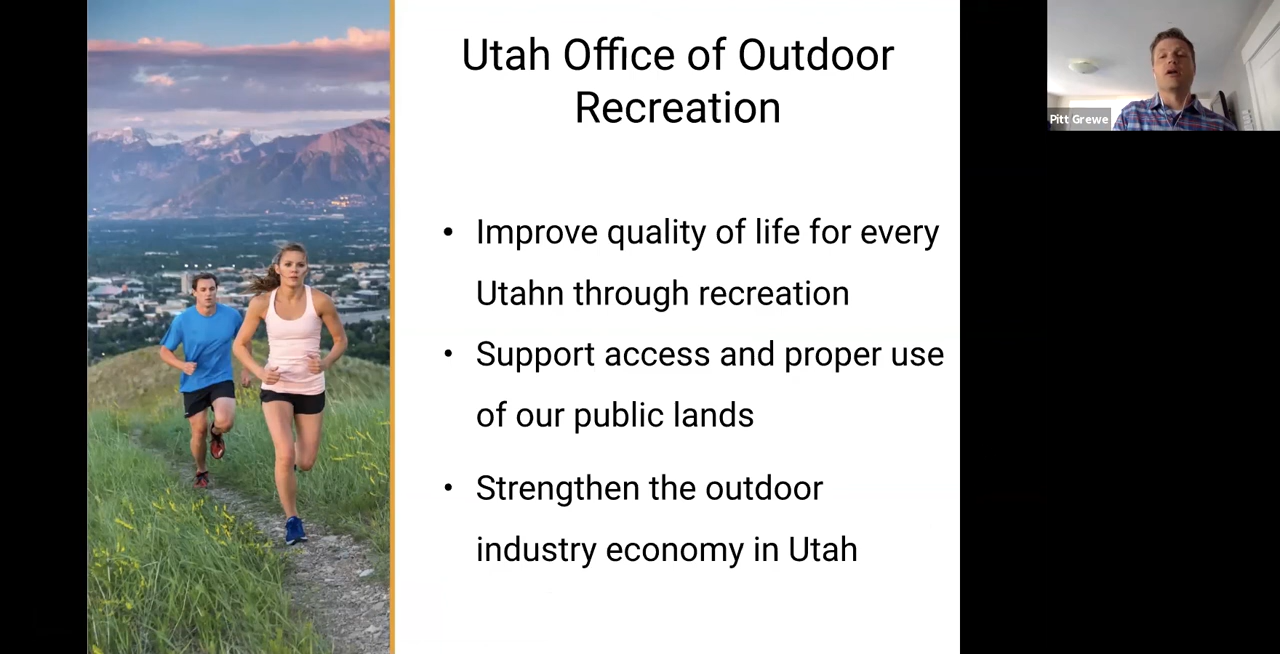 Utah Office of Outdoor
Recreation
• Improve quality of life for every
Utahn through recreation
• Support access and proper use
of our public lands
• Strengthen the outdoor
industry economy in Utah
Pitt Grewe